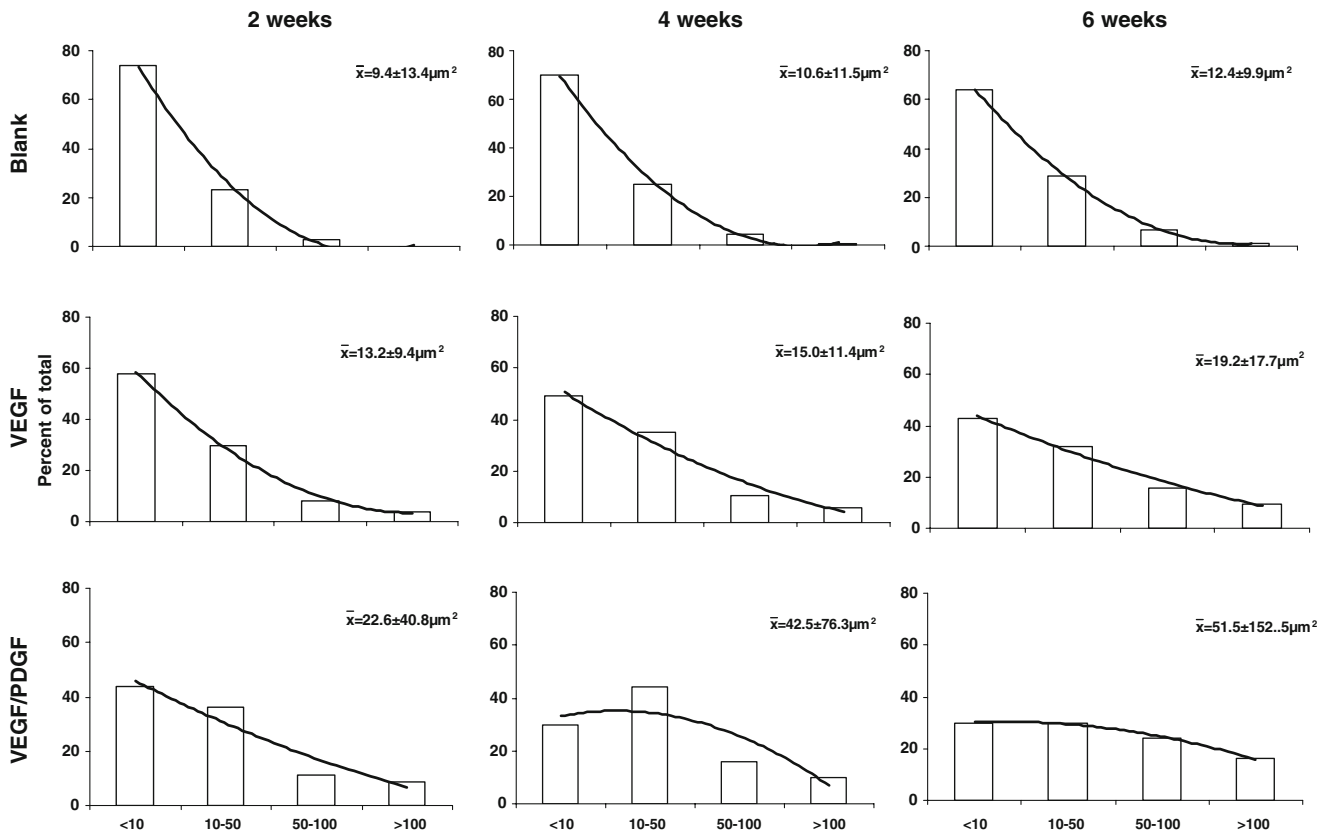 2 weeks 4 weeks 6 weeks
Blank
80
60
40
20
0
x̄=9.4±13.4µm²
80
60
40
20
0
x̄=10.6±11.5µm²
80
60
40
20
0
x̄=12.4±9.9µm²
VEGF
Percent of total
80
60
40
20
0
x̄=13.2±9.4µm²
80
60
40
20
0
x̄=15.0±11.4µm²
80
60
40
20
0
x̄=19.2±17.7µm²
VEGF/PDGF
80
60
40
20
0
x̄=22.6±40.8µm²
<10 10-50 50-100 >100
80
60
40
20
0
x̄=42.5±76.3µm²
<10 10-50 50-100 >100
80
60
40
20
0
x̄=51.5±152..5µm²
<10 10-50 50-100 >100